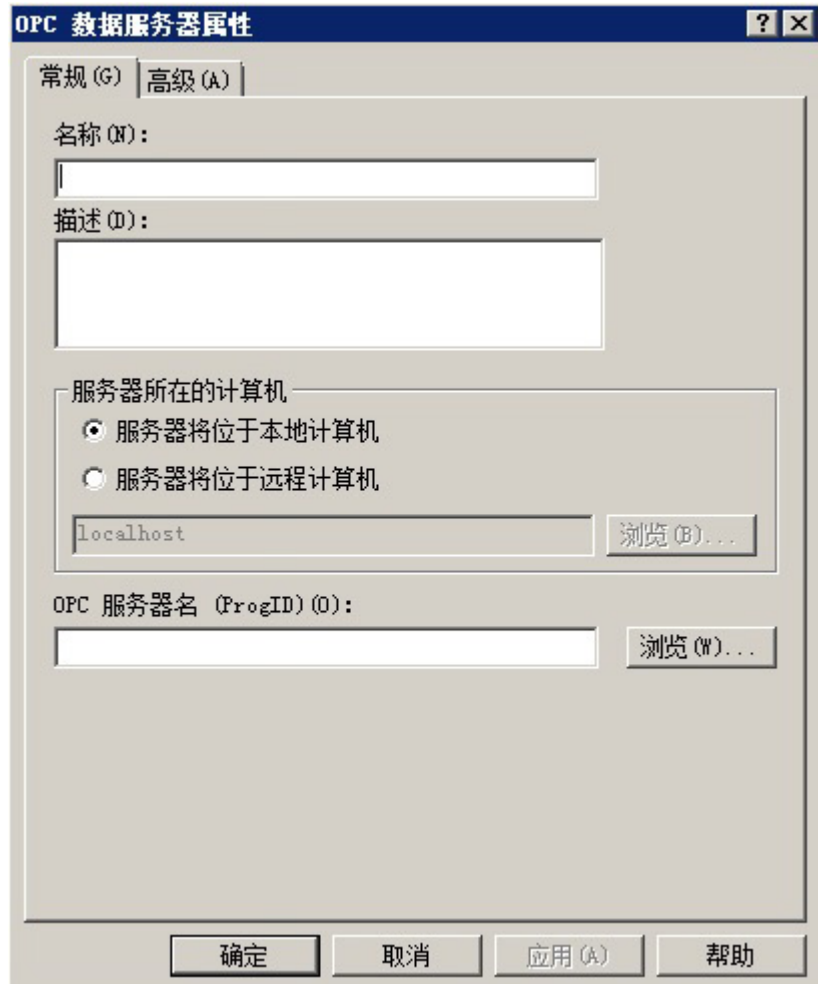 OPC 数据服务器属性
常规(G) 高级(A)
名称(N):
描述(D):
服务器所在的计算机
服务器将位于本地计算机
服务器将位于远程计算机
localhost 浏览(B)...
OPC 服务器名 (ProgID)(O):
浏览(W)...
确定 取消 应用(A) 帮助